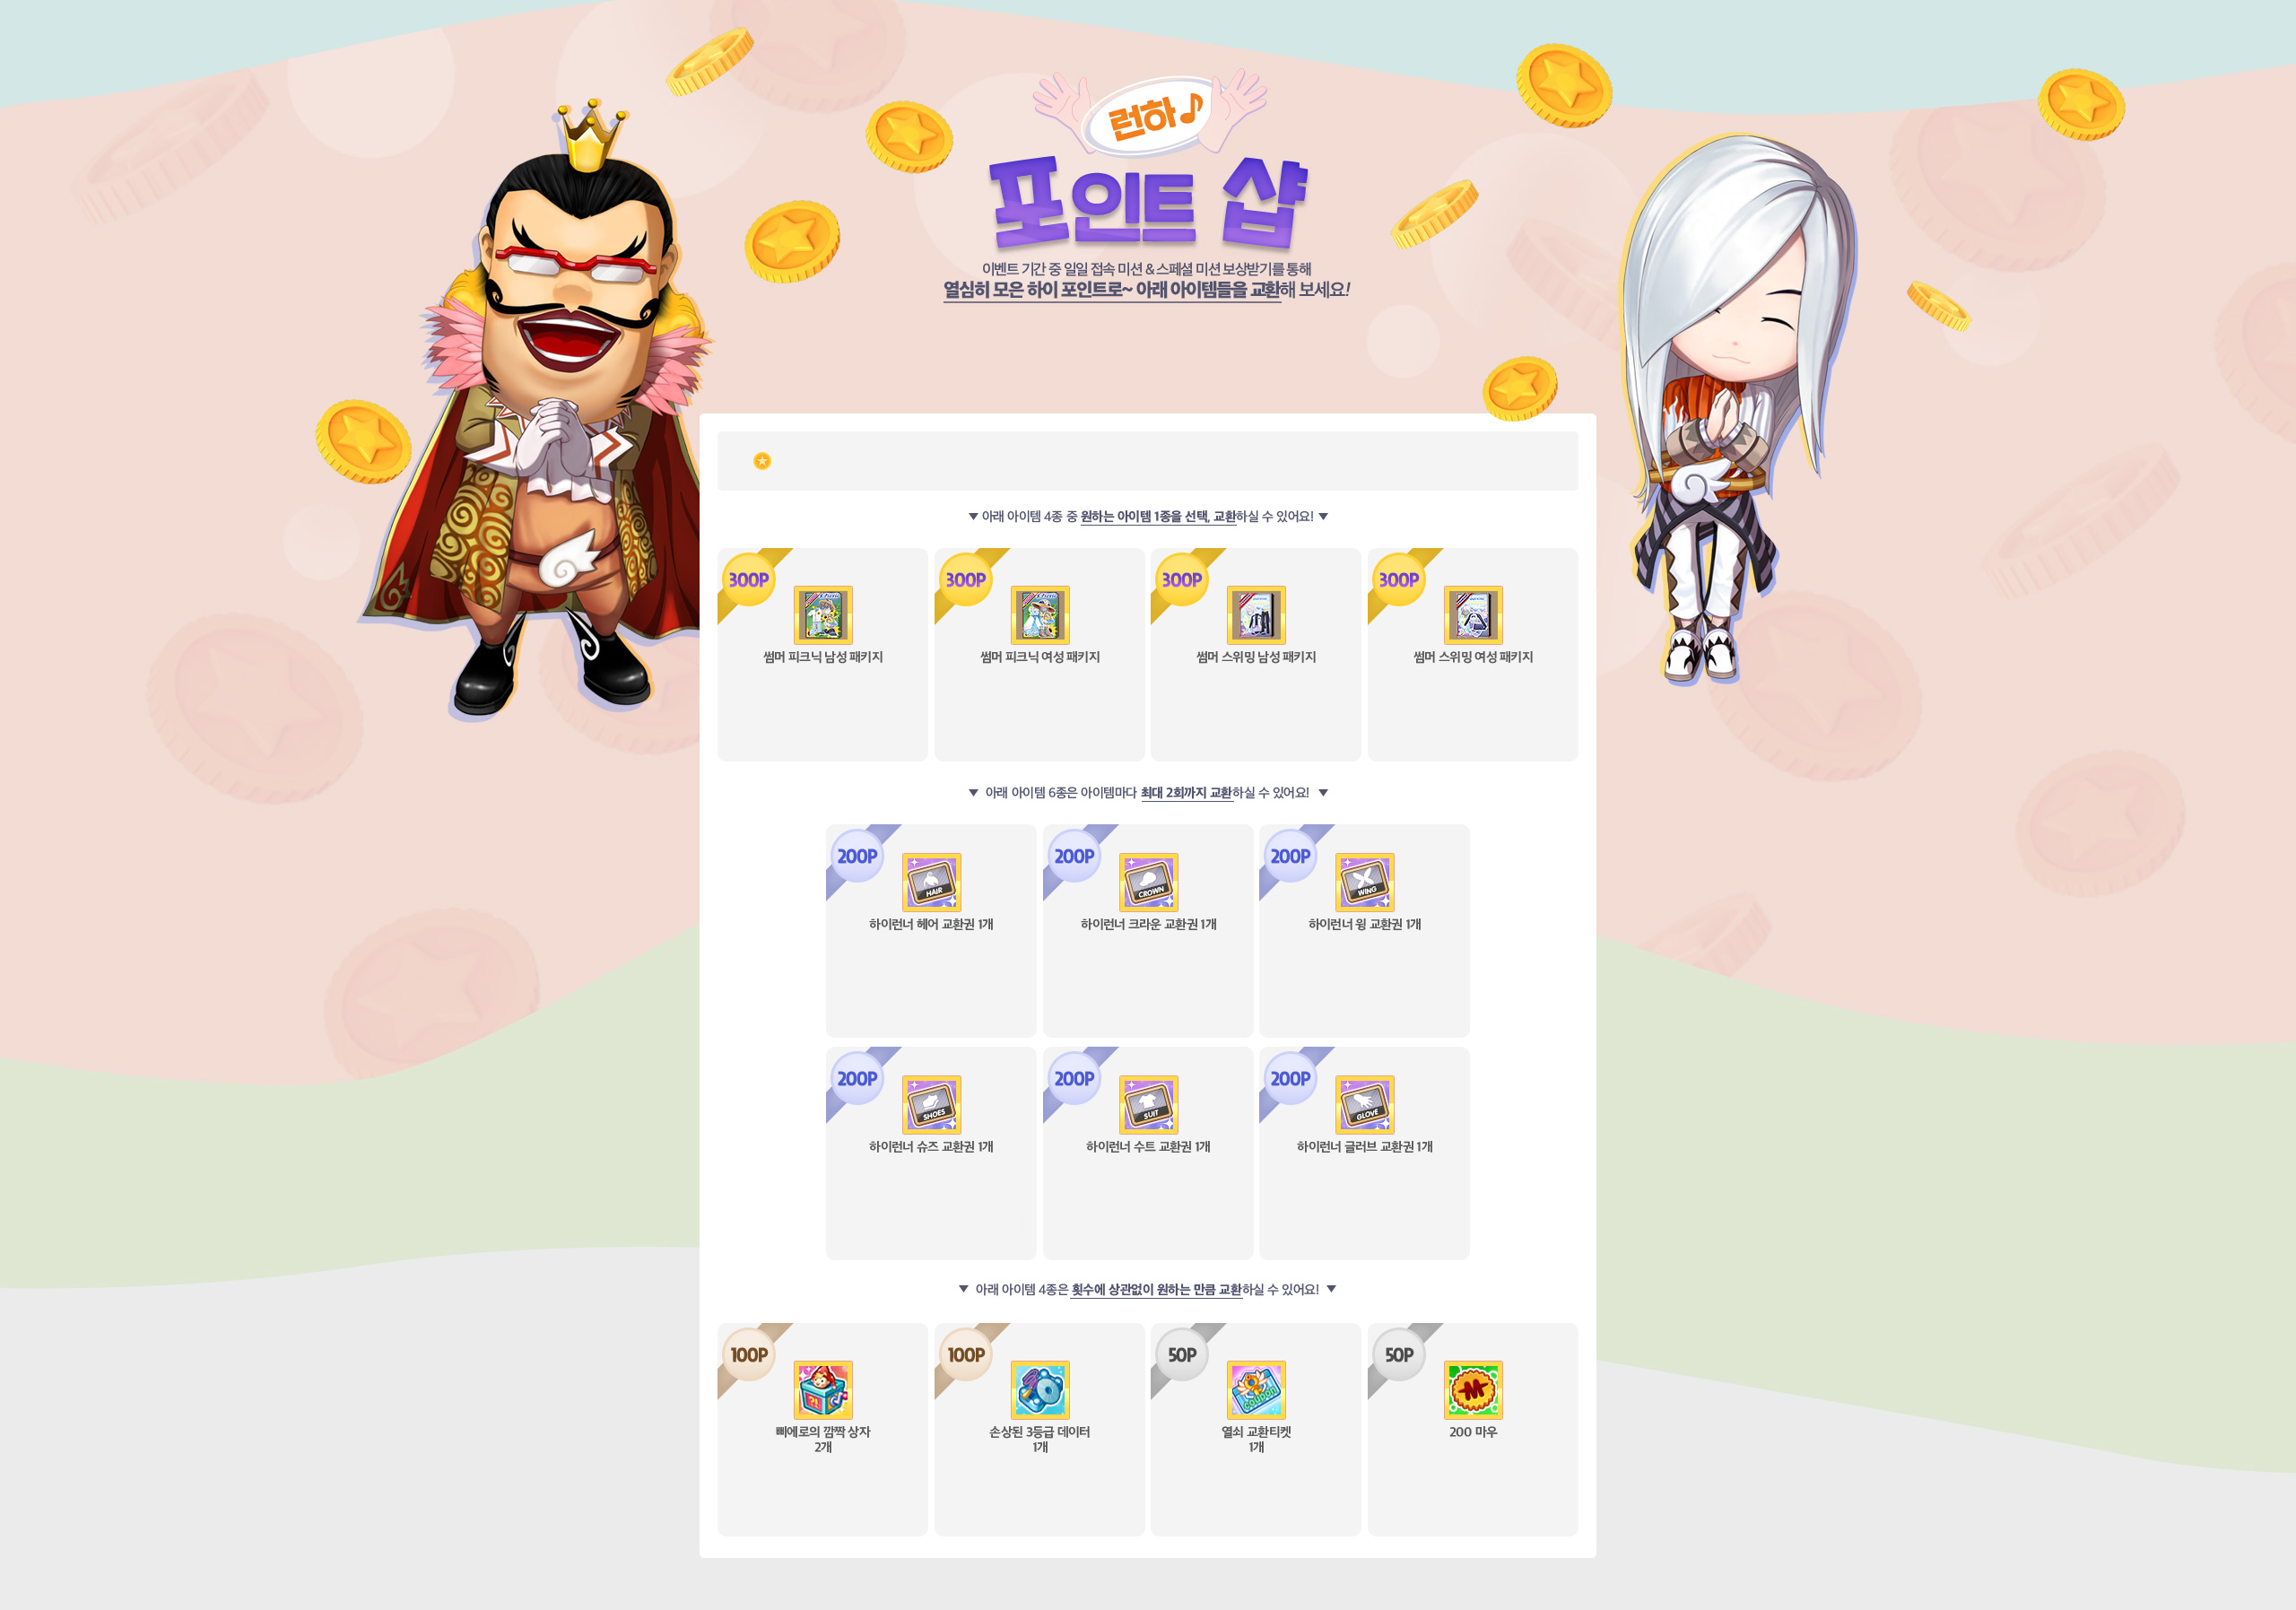 런하♪
포인트 샵
이벤트 기간 중 일일 접속 미션 & 스페셜 미션 보상받기를 통해
열심히 모은 하이 포인트로~ 아래 아이템들을 교환해 보세요!
▼ 아래 아이템 4종 중 원하는 아이템 1종을 선택, 교환하실 수 있어요! ▼
300P
300P
300P
300P
썸머 피크닉 남성 패키지
썸머 피크닉 여성 패키지
썸머 스위밍 남성 패키지
썸머 스위밍 여성 패키지
▼ 아래 아이템 6종은 아이템마다 최대 2회까지 교환하실 수 있어요! ▼
200P
200P
200P
HAIR
CROWN
WING
하이런너 헤어 교환권 1개
하이런너 크라운 교환권 1개
하이런너 윙 교환권 1개
200P
200P
200P
SHOES
SUIT
GLOVE
하이런너 슈즈 교환권 1개
하이런너 수트 교환권 1개
하이런너 글러브 교환권 1개
▼ 아래 아이템 4종은 횟수에 상관없이 원하는 만큼 교환하실 수 있어요! ▼
100P
100P
50P
50P
COUPON
M
삐에로의 깜짝 상자
2개
손상된 3등급 데이터
1개
열쇠 교환티켓
1개
200 마우